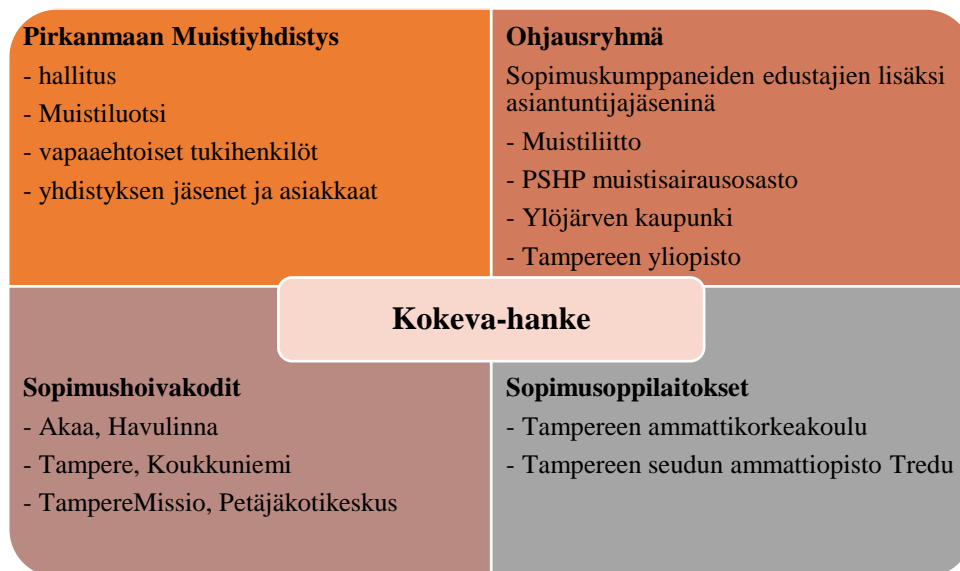 Pirkanmaan Muistiyhdistys
- hallitus
- Muistiluotsi
- vapaaehtoiset tukihenkilöt
- yhdistyksen jäsenet ja asiakkaat
Ohjausryhmä
Sopimuskumppaneiden edustajien lisäksi
asiantuntijajäseninä
- Muistiliitto
- PSHP muistisairausosasto
- Ylöjärven kaupunki
- Tampereen yliopisto
Kokeva-hanke
Sopimushoivakodit
- Akaa, Havulinna
- Tampere, Koukkuniemi
- TampereMissio, Petäjäkotikeskus
Sopimusoppilaitokset
- Tampereen ammattikorkeakoulu
- Tampereen seudun ammattiopisto Tredu